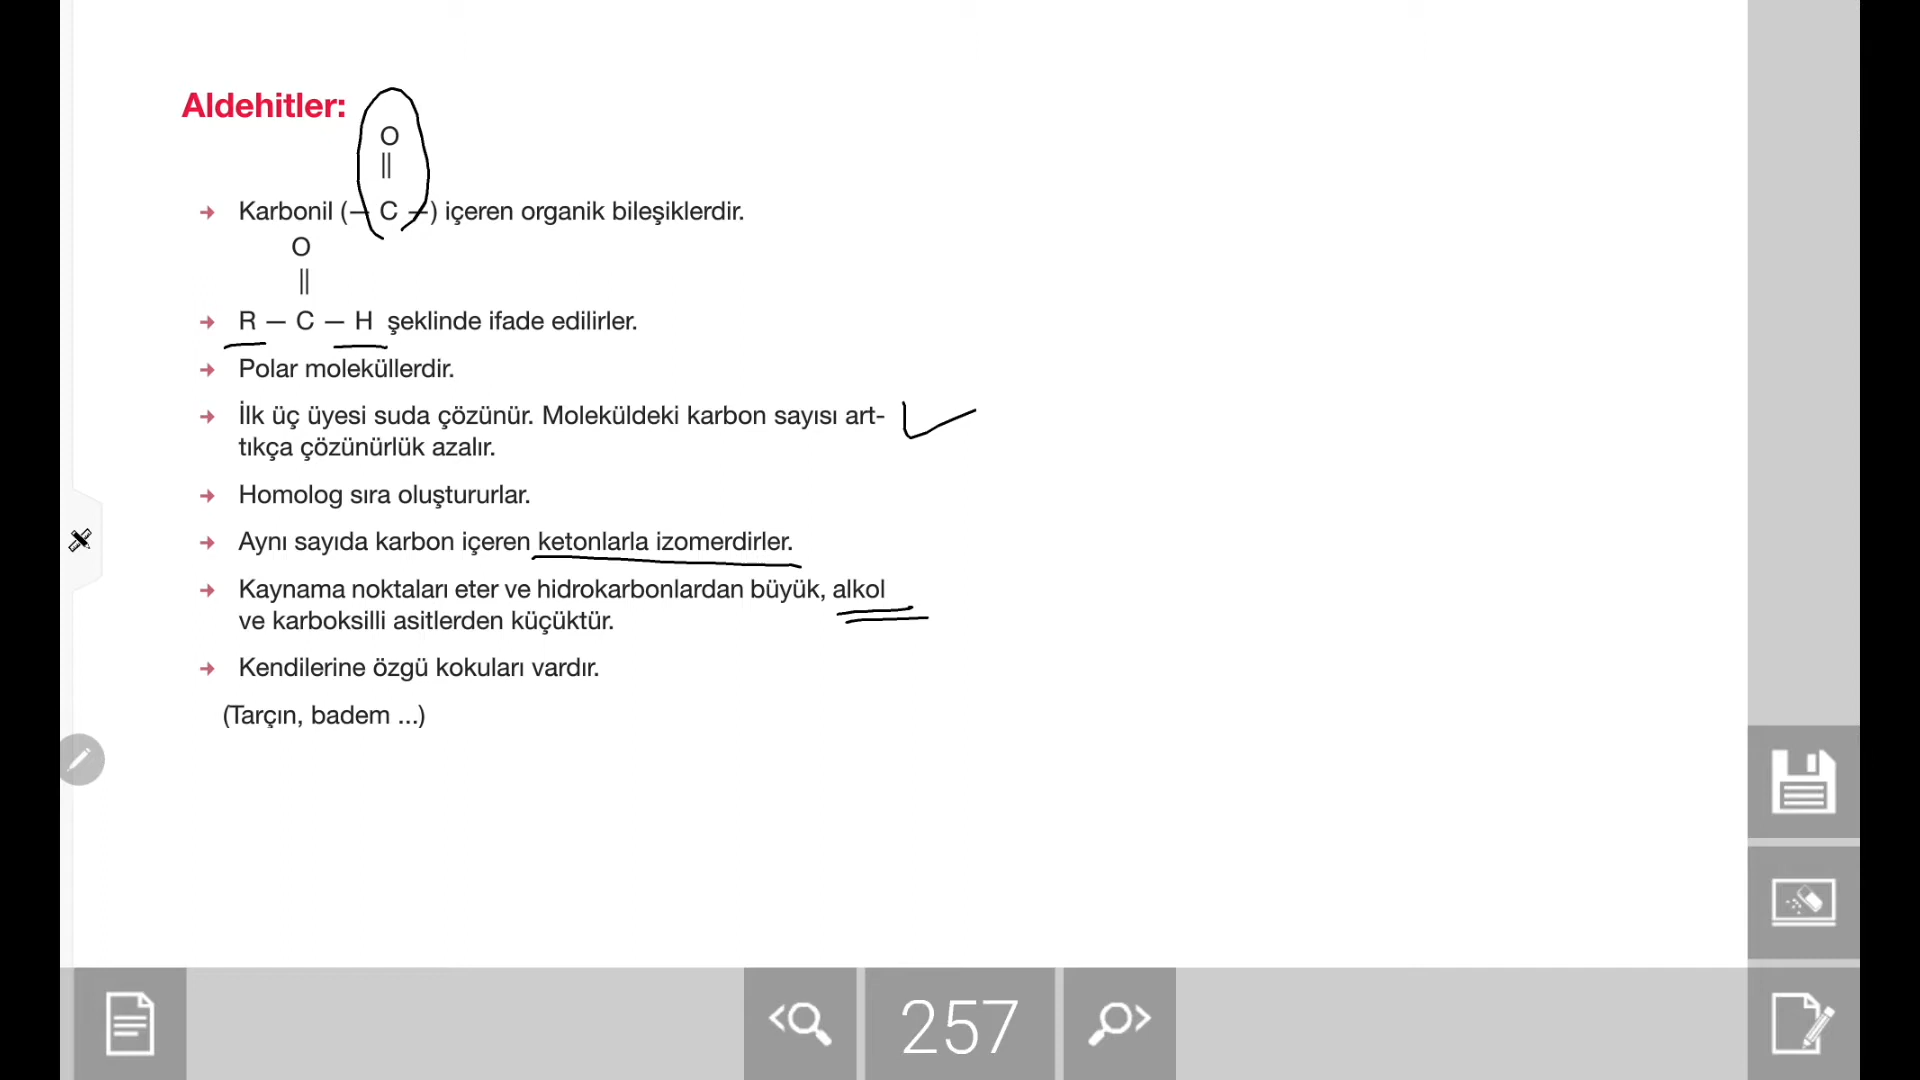 Aldehitler:
O
||
→ Karbonil (— C —) içeren organik bileşiklerdir.
O
||
→ R — C — H şeklinde ifade edilirler.
→ Polar moleküllerdir.
→ İlk üç üyesi suda çözünür. Moleküldeki karbon sayısı art-
tıkça çözünürlük azalır.
→ Homolog sıra oluştururlar.
→ Aynı sayıda karbon içeren ketonlarla izomerdirler.
→ Kaynama noktaları eter ve hidrokarbonlardan büyük, alkol
ve karboksilli asitlerden küçüktür.
→ Kendilerine özgü kokuları vardır.
(Tarçın, badem ...)
257